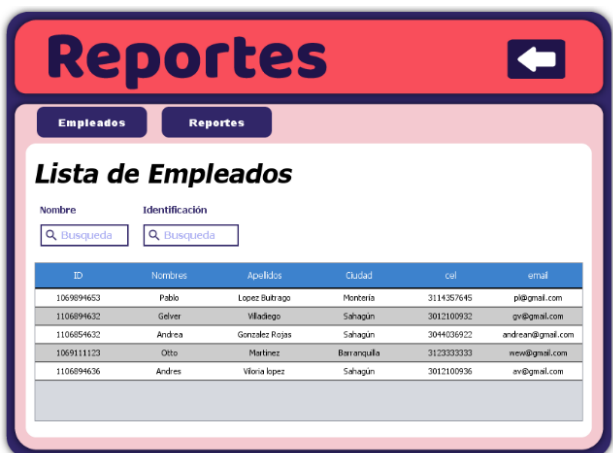 Reportes
Empleados Reportes
Lista de Empleados
Nombre Identificación
Busqueda Busqueda
ID Nombres Apellidos Ciudad cel email
1069894653 Pablo Lopez Buitrago Montería 3114357645 pl@gmail.com
1106894632 Gelver Villadiego Sahagún 3012100932 gv@gmail.com
1106854632 Andrea Gonzalez Rojas Sahagún 3044036922 andrean@gmail.com
1069111123 Otto Martinez Barranquilla 3123333333 mew@gmail.com
1106894636 Andres Viloria lopez Sahagún 3012100936 av@gmail.com